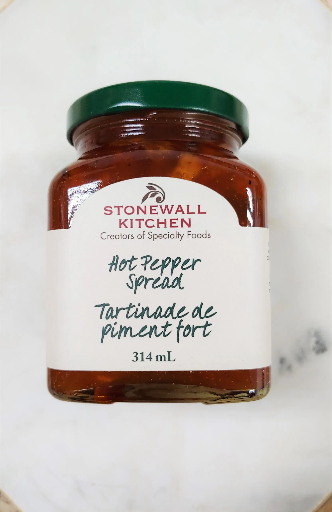 STONEWALL
KITCHEN
Creators of Specialty Foods
Hot Pepper
Spread
Tartinade de
piment fort
314 mL